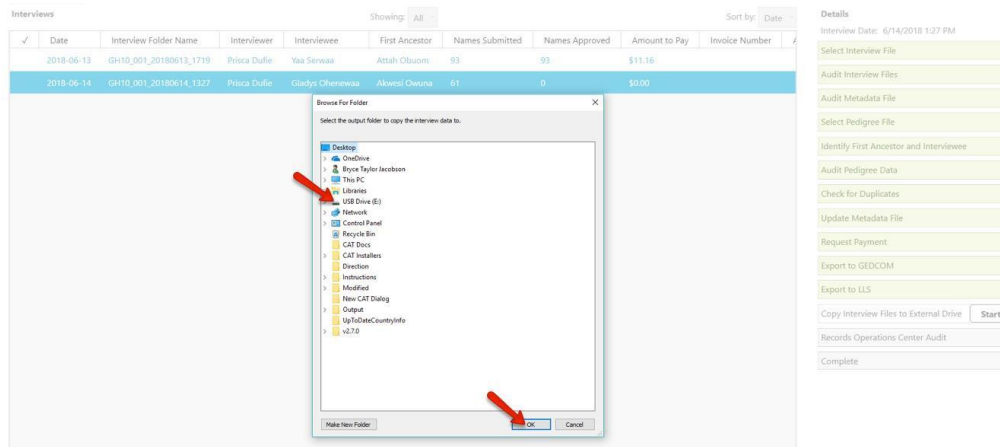 Interviews
Showing: All
Sort by: Date
✓ Date Interview Folder Name Interviewer Interviewee First Ancestor Names Submitted Names Approved Amount to Pay Invoice Number
2018-06-13 GH10_001_20180613_1719 Prisca Dufie Yaa Serwaa Attah Obuom 93 93 $11.16
2018-06-14 GH10_001_20180614_1327 Prisca Dufie Gladys Ohenewaa Akwesi Owuna 61 0 $0.00
Browse For Folder
Select the output folder to copy the interview data to.
Desktop
OneDrive
Bryce Taylor Jacobson
This PC
Libraries
USB Drive (E:)
Network
Control Panel
Recycle Bin
CAT Docs
CAT Installers
Direction
Instructions
Modified
New CAT Dialog
Output
UpToDateCountryInfo
v2.7.0
Make New Folder OK Cancel
Details
Interview Date: 6/14/2018 1:27 PM
Select Interview File
Audit Interview Files
Audit Metadata File
Select Pedigree File
Identify First Ancestor and Interviewee
Audit Pedigree Data
Check for Duplicates
Update Metadata File
Request Payment
Export to GEDCOM
Export to LLS
Copy Interview Files to External Drive Start
Records Operations Center Audit
Complete